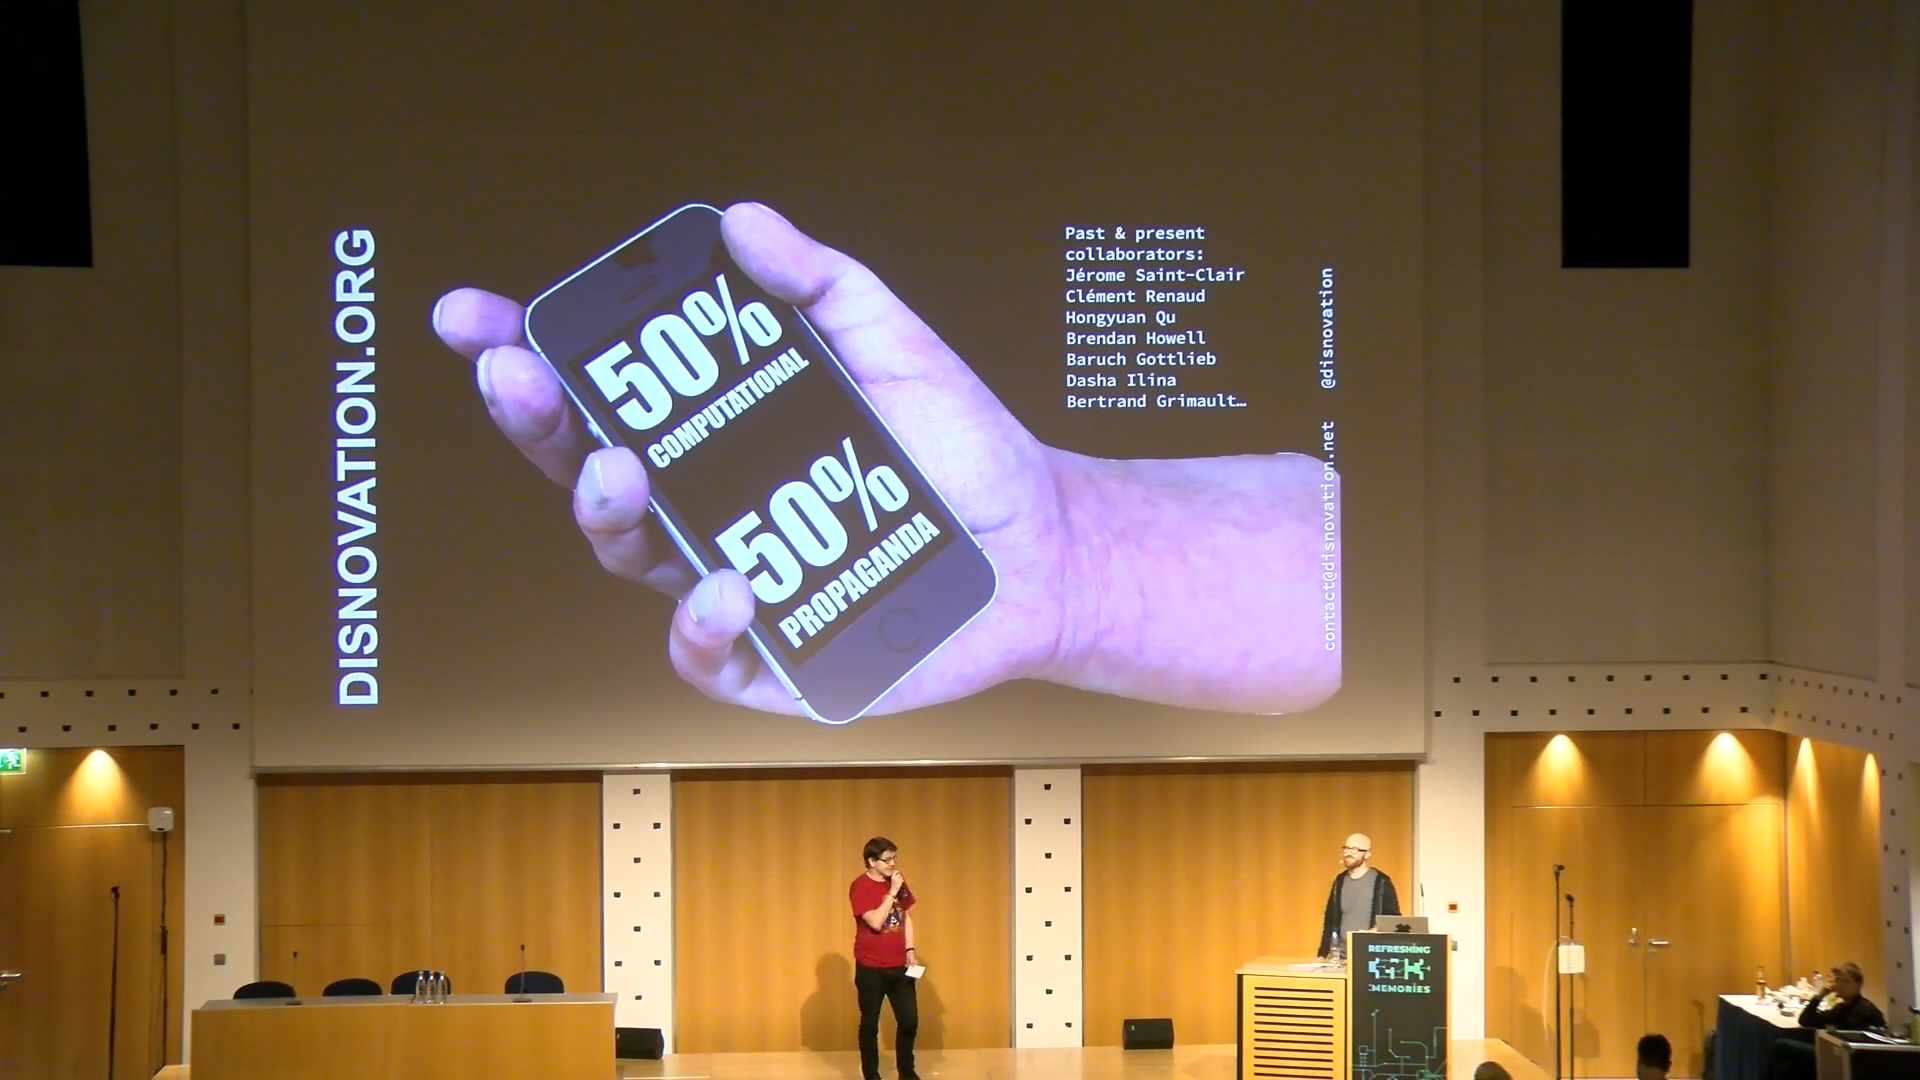 DISNOVATION.ORG
50%
COMPUTATIONAL
50%
PROPAGANDA
Past & present
collaborators:
Jérome Saint-Clair
Clément Renaud
Hongyuan Qu
Brendan Howell
Baruch Gottlieb
Dasha Ilina
Bertrand Grimault…
@disnovation
contact@disnovation.net
REFRESHING
MEMORIES